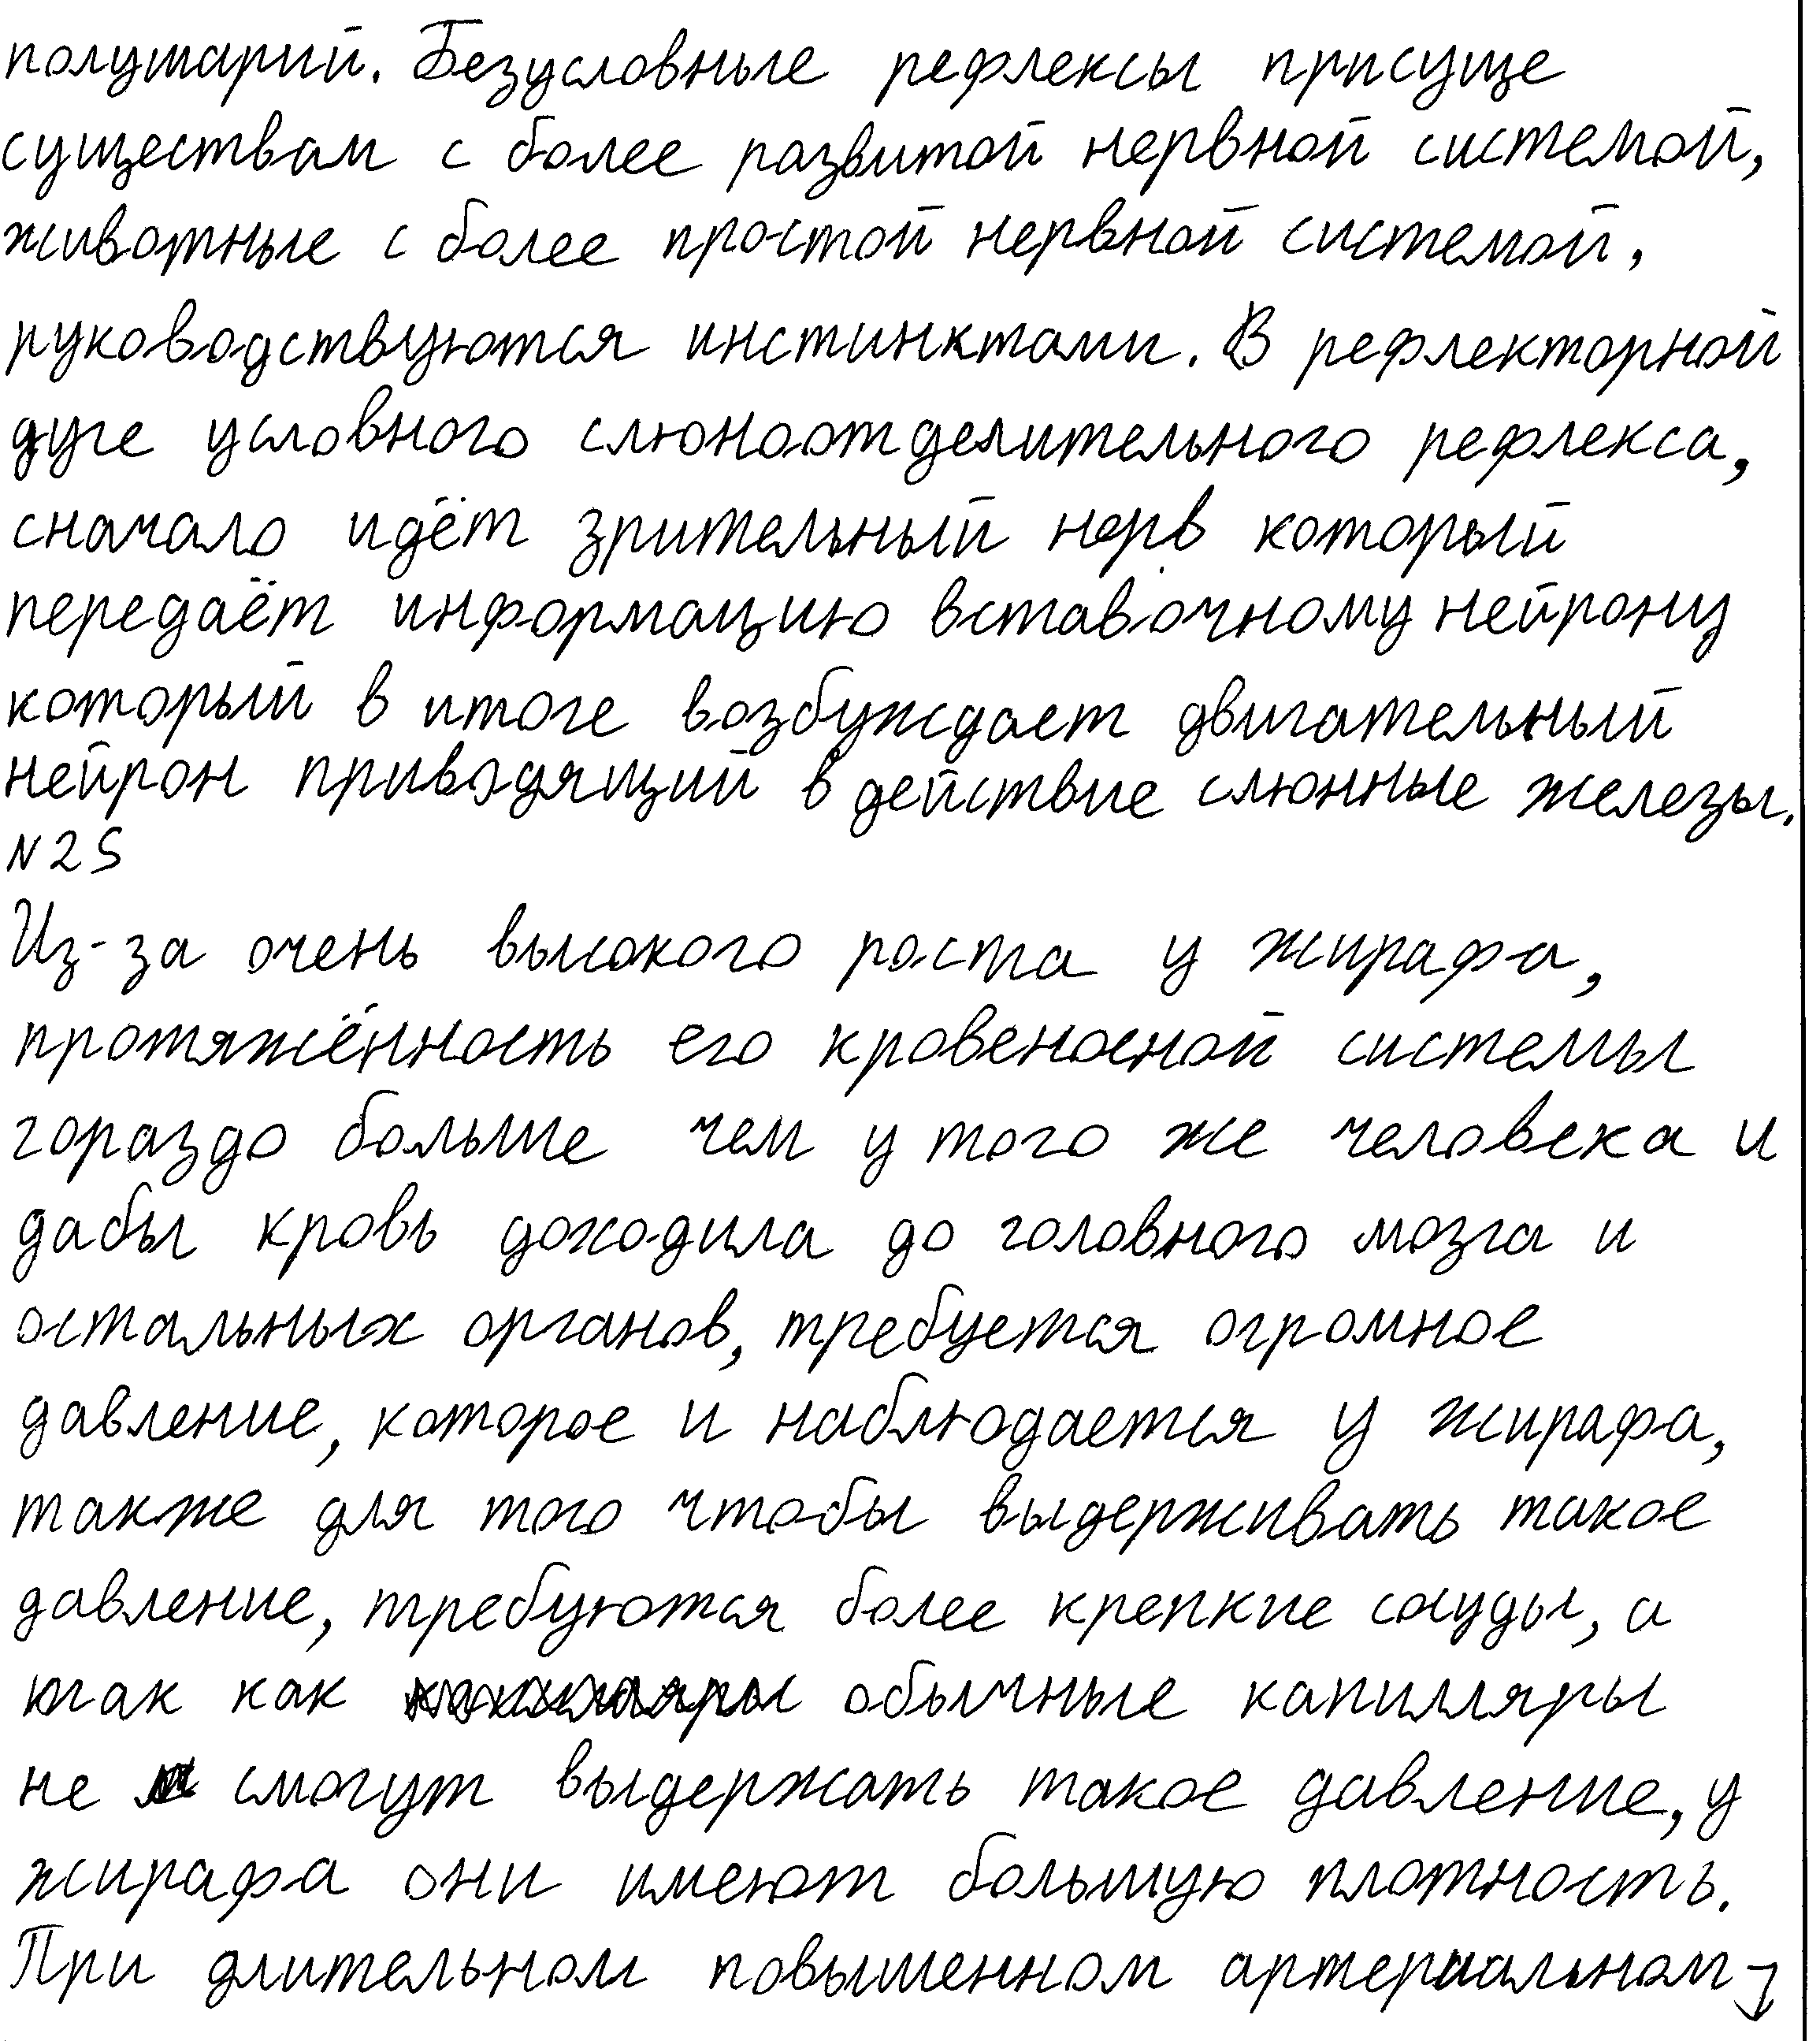 полушарий. Безусловные рефлексы присуще
существам с более развитой нервной системой,
животные с более простой нервной системой,
руководствуются инстинктами. В рефлекторной
дуге условного слюноотделительного рефлекса,
сначало идёт зрительный нерв который
передаёт информацию вставочному нейрону
который в итоге возбуждает двигательный
нейрон приводящий в действие слюнные железы.
N25
Из-за очень высокого роста у жирафа,
протяжённость его кровеносной системы
гораздо больше чем у того же человека и
дабы кровь доходила до головного мозга и
остальных органов, требуется огромное
давление, которое и наблюдается у жирафа,
также для того чтобы выдерживать такое
давление, требуются более крепкие сосуды, а
так как обычные капилляры
не смогут выдержать такое давление, у
жирафа они имеют большую плотность.
При длительном повышенном артериальном